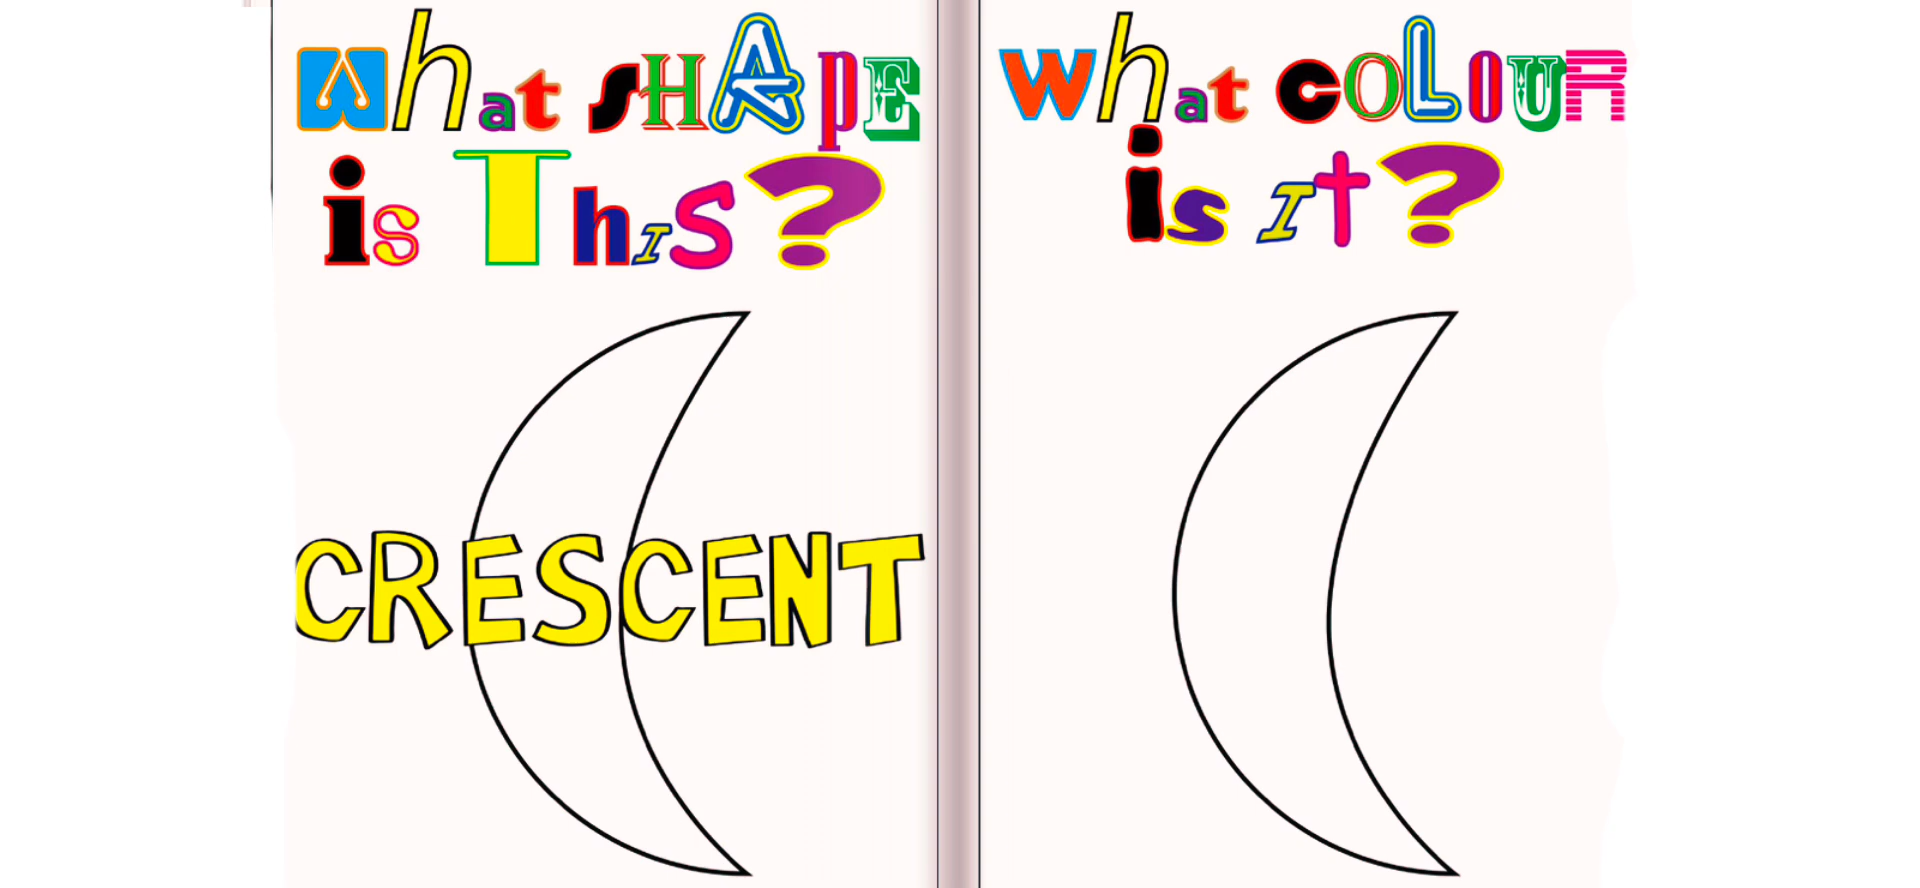 What SHApE
is ThIS?
CRESCENT
What COLOUR
is It?